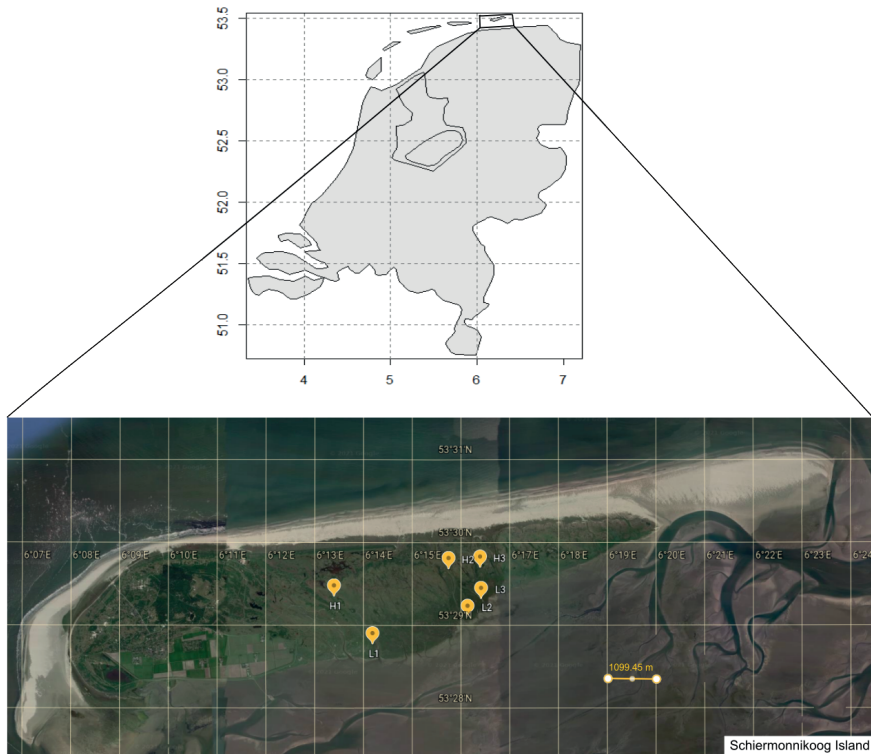 53.5
53.0
52.5
52.0
51.5
51.0
4 5 6 7
53°31 N
53°30 N
6°07 E 6°08 E 6°09 E 6°10 E 6°11 E 6°12 E 6°13 E 6°14 E 6°15 E 6°17 E 6°18 E 6°19 E 6°20 E 6°22 E 6°23 E 6°24
H2 H3
H1
L3
L2
53°29 N
L1
1099.45 m
53°28 N
Schiermonnikoog Island